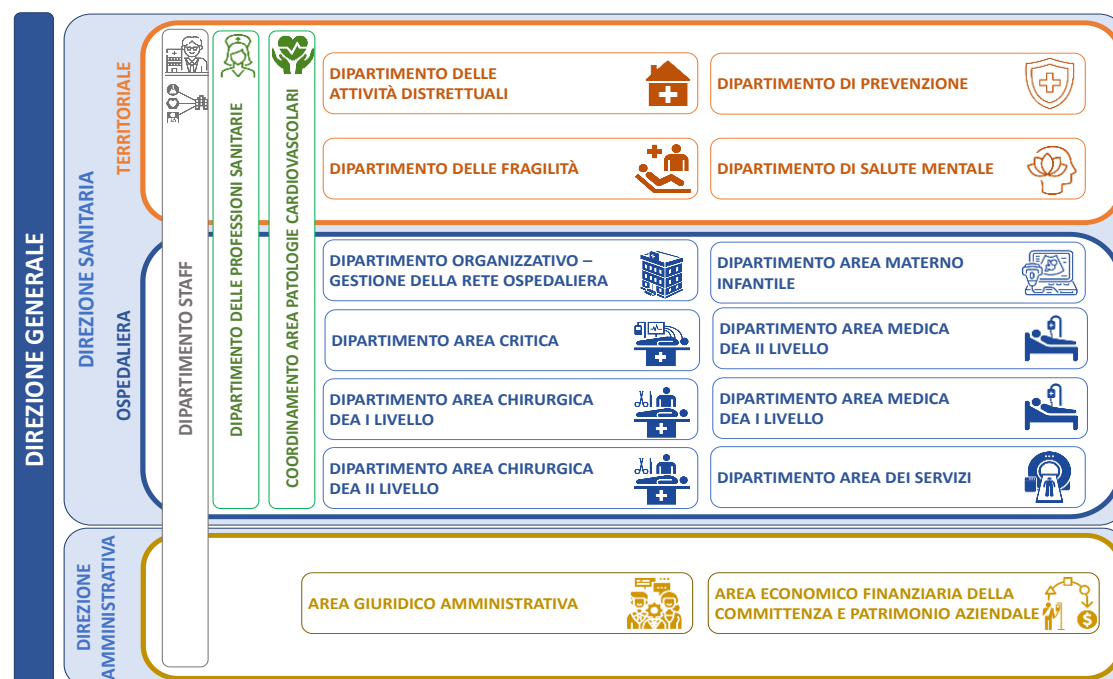 DIREZIONE GENERALE
DIREZIONE SANITARIA
TERRITORIALE
OSPEDALIERA
DIPARTIMENTO STAFF
DIPARTIMENTO DELLE PROFESSIONI SANITARIE
COORDINAMENTO AREA PATOLOGIE CARDIOVASCOLARI
DIPARTIMENTO DELLE
ATTIVITÀ DISTRETTUALI
DIPARTIMENTO DI PREVENZIONE
DIPARTIMENTO DELLE FRAGILITÀ
DIPARTIMENTO DI SALUTE MENTALE
DIPARTIMENTO ORGANIZZATIVO –
GESTIONE DELLA RETE OSPEDALIERA
DIPARTIMENTO AREA MATERNO
INFANTILE
DIPARTIMENTO AREA CRITICA
DIPARTIMENTO AREA MEDICA
DEA II LIVELLO
DIPARTIMENTO AREA CHIRURGICA
DEA I LIVELLO
DIPARTIMENTO AREA MEDICA
DEA I LIVELLO
DIPARTIMENTO AREA CHIRURGICA
DEA II LIVELLO
DIPARTIMENTO AREA DEI SERVIZI
DIREZIONE
AMMINISTRATIVA
AREA GIURIDICO AMMINISTRATIVA
AREA ECONOMICO FINANZIARIA DELLA
COMMITTENZA E PATRIMONIO AZIENDALE